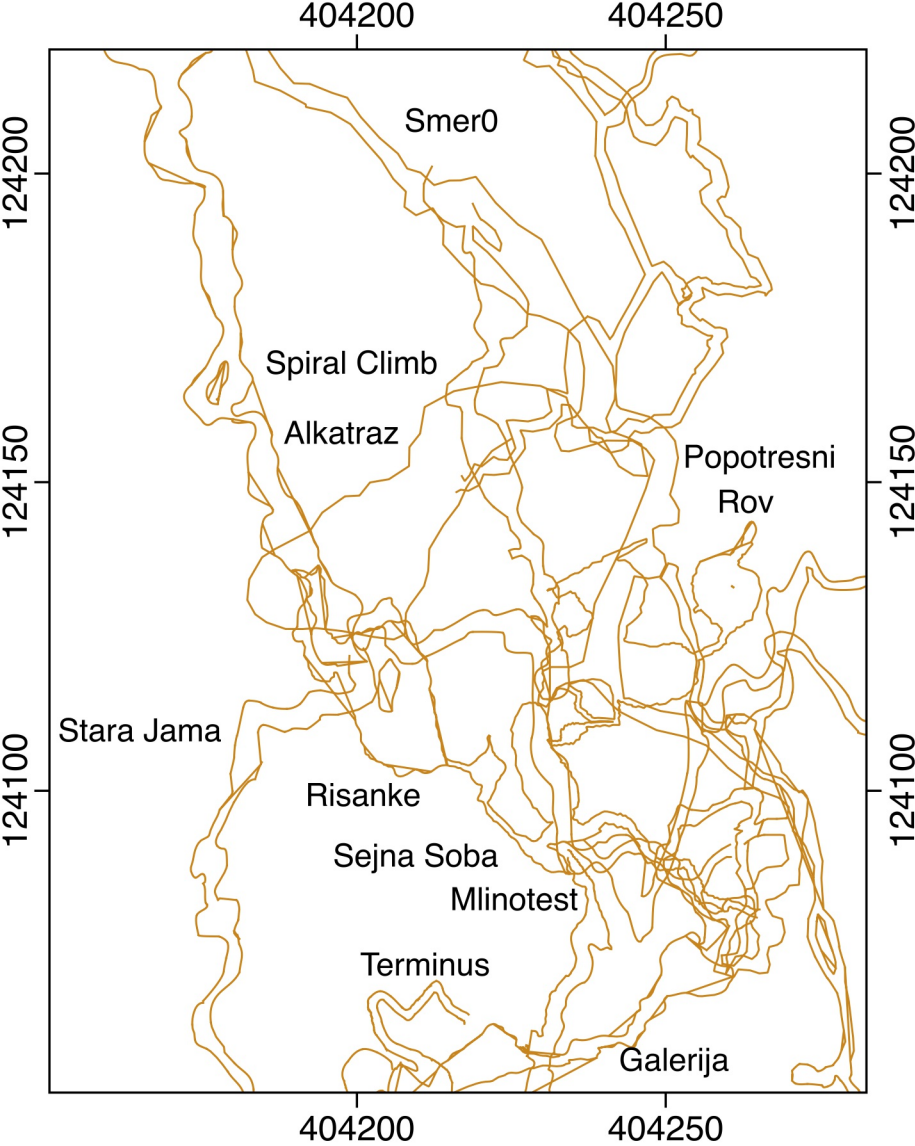 404200 404250
Smer0
124200 124200
Spiral Climb
Alkatraz
Popotresni
Rov
124150 124150
Stara Jama
Risanke
124100 124100
Sejna Soba
Mlinotest
Terminus
Galerija
404200 404250